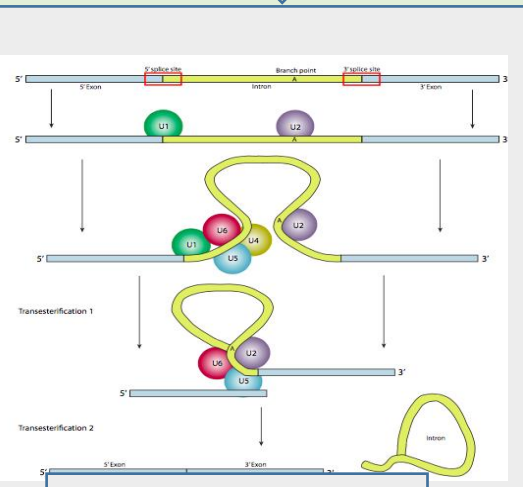 5' splice site
Branch point
3' splice site
5'
A
3
5' Exon
Intron
3' Exon
U1
U2
5'
A
3
U6
A
U2
U1
U4
U5
5'
3'
Transesterification 1
A
U2
U6
3'
U5
5'
Transesterification 2
Intron
5' Exon
3' Exon
5'
3'